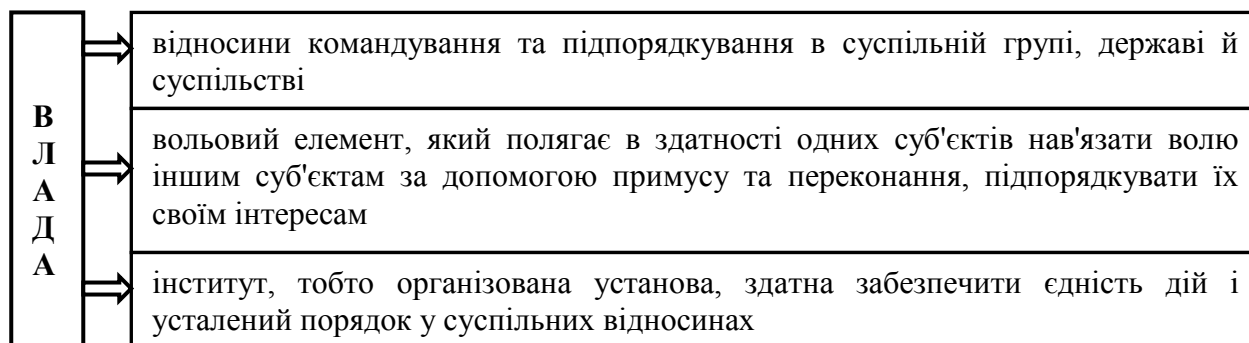 ВЛАДА
відносини командування та підпорядкування в суспільній групі, державі й
суспільстві
вольовий елемент, який полягає в здатності одних суб'єктів нав'язати волю
іншим суб'єктам за допомогою примусу та переконання, підпорядкувати їх
своїм інтересам
інститут, тобто організована установа, здатна забезпечити єдність дій і
усталений порядок у суспільних відносинах